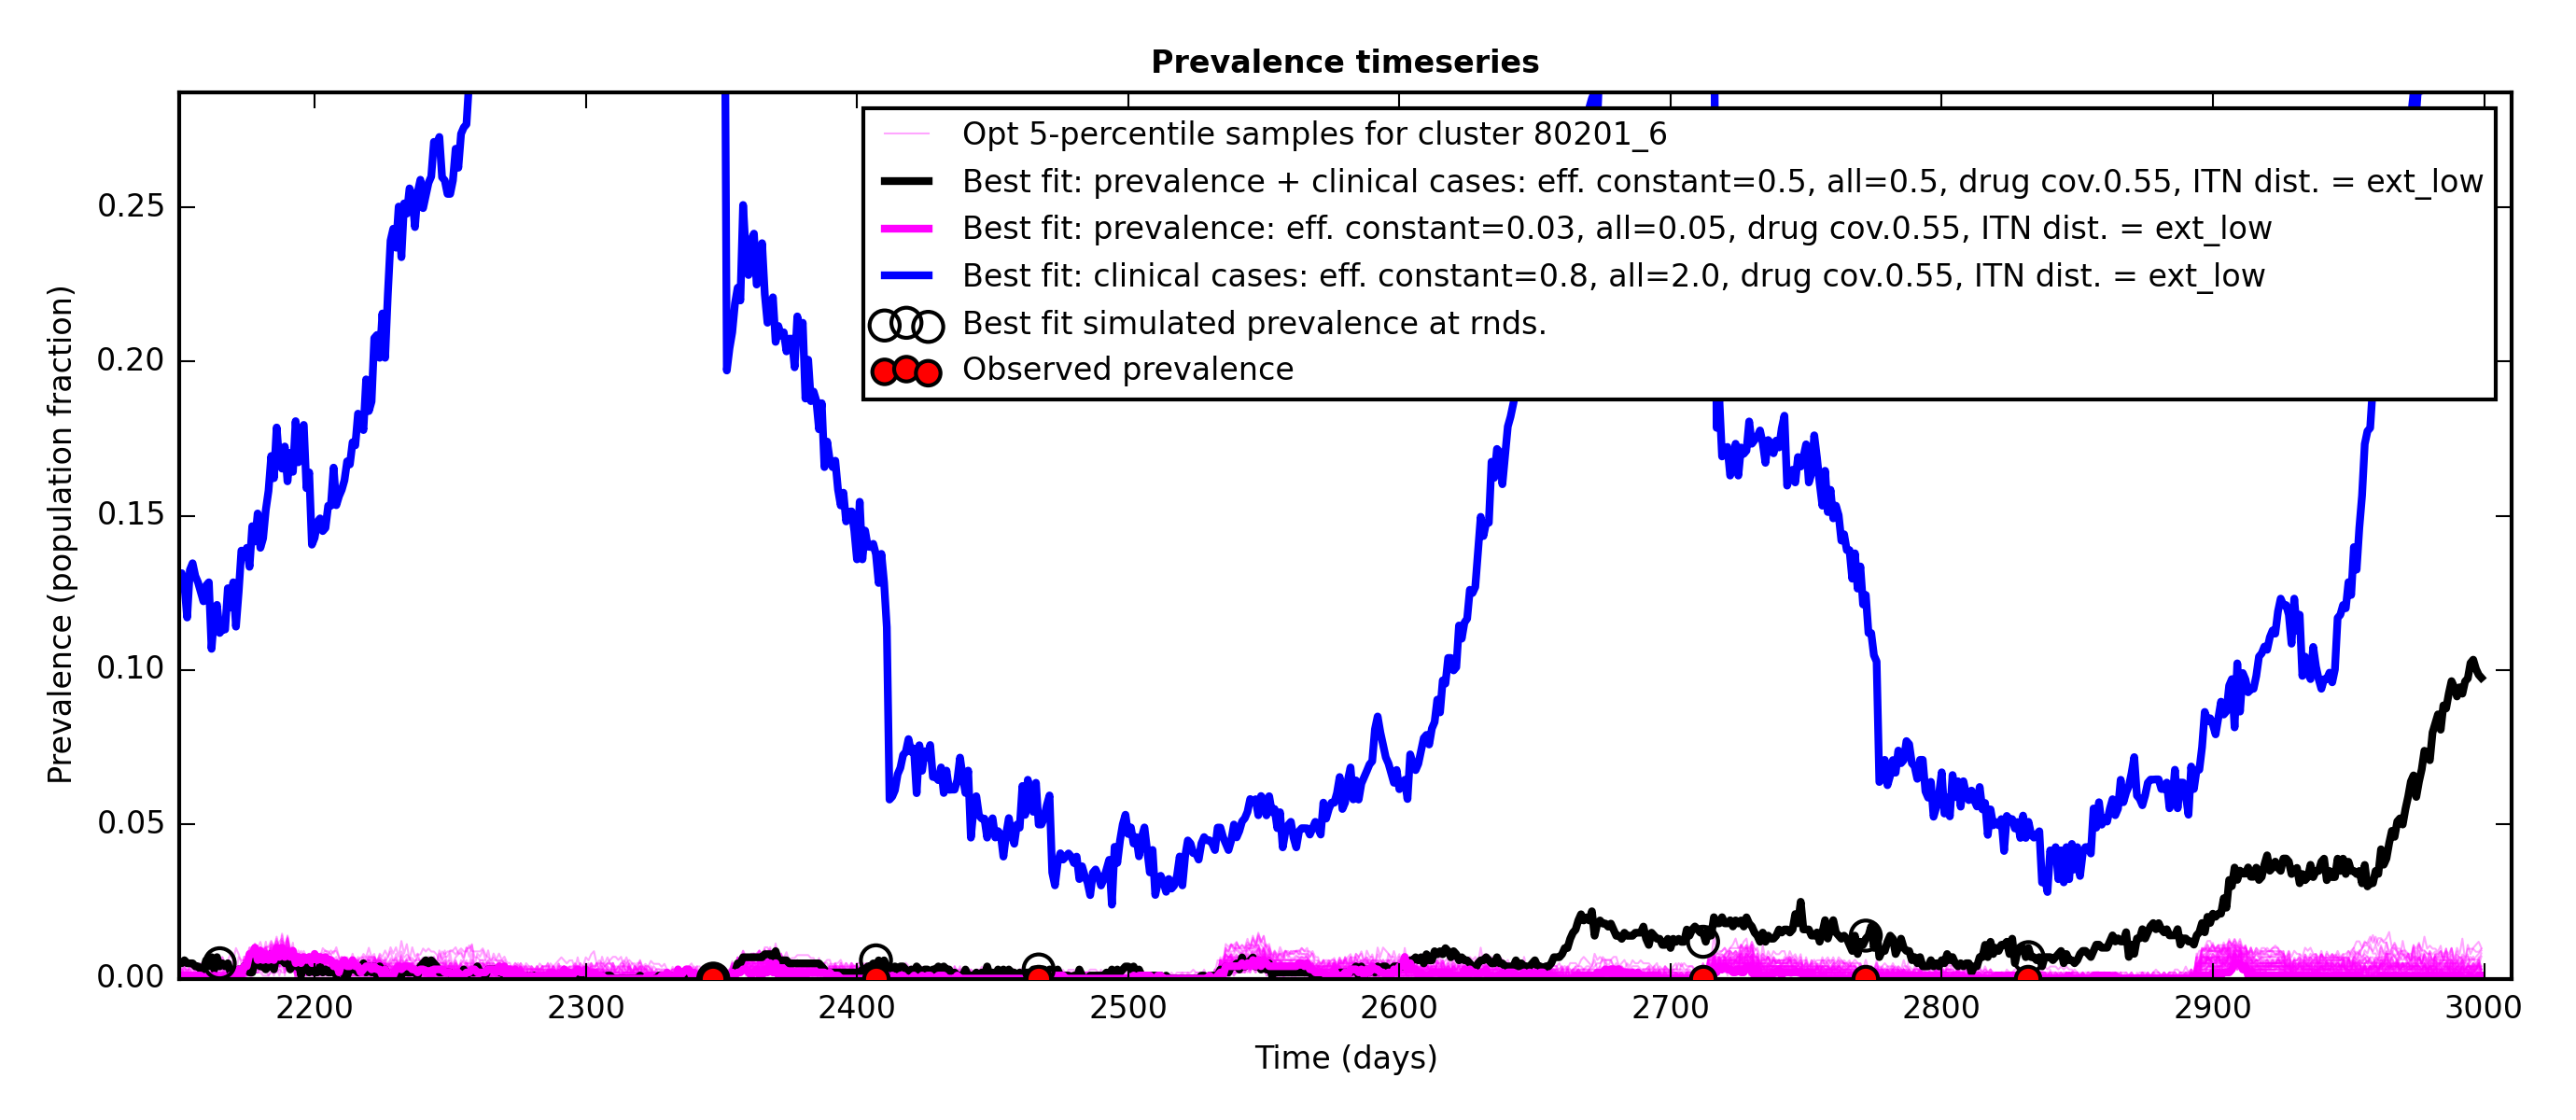 Prevalence timeseries
Opt 5-percentile samples for cluster 80201_6
Best fit: prevalence + clinical cases: eff. constant=0.5, all=0.5, drug cov.0.55, ITN dist. = ext_low
Best fit: prevalence: eff. constant=0.03, all=0.05, drug cov.0.55, ITN dist. = ext_low
Best fit: clinical cases: eff. constant=0.8, all=2.0, drug cov.0.55, ITN dist. = ext_low
Best fit simulated prevalence at rnds.
Observed prevalence
Prevalence (population fraction)
0.25
0.20
0.15
0.10
0.05
0.00
2200 2300 2400 2500 2600 2700 2800 2900 3000
Time (days)